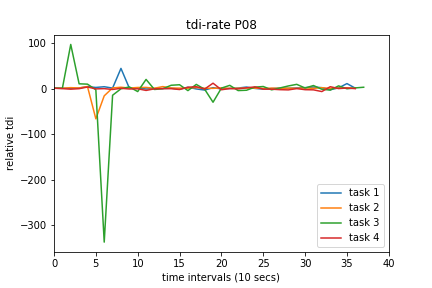 tdi-rate P08
relative tdi
100
0
−100
−200
−300
0 5 10 15 20 25 30 35 40
time intervals (10 secs)
task 1
task 2
task 3
task 4